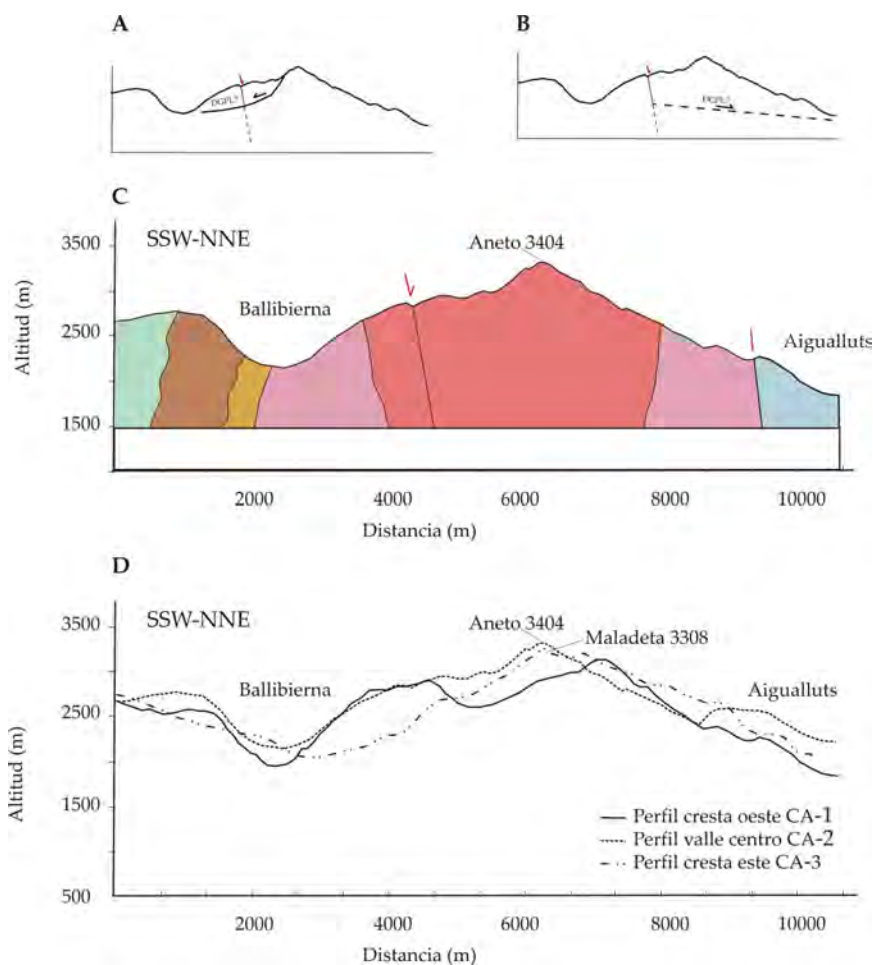 A
DGPL?
B
DGPL?
C
SSW-NNE
Aneto 3404
Ballibierna
Aigualluts
Altitud (m)
3500
2500
1500
2000
4000
6000
8000
10000
Distancia (m)
D
SSW-NNE
Aneto 3404
Maladeta 3308
Ballibierna
Aigualluts
Altitud (m)
3500
2500
1500
500
Perfil cresta oeste CA-1
Perfil valle centro CA-2
Perfil cresta este CA-3
2000
4000
6000
8000
10000
Distancia (m)